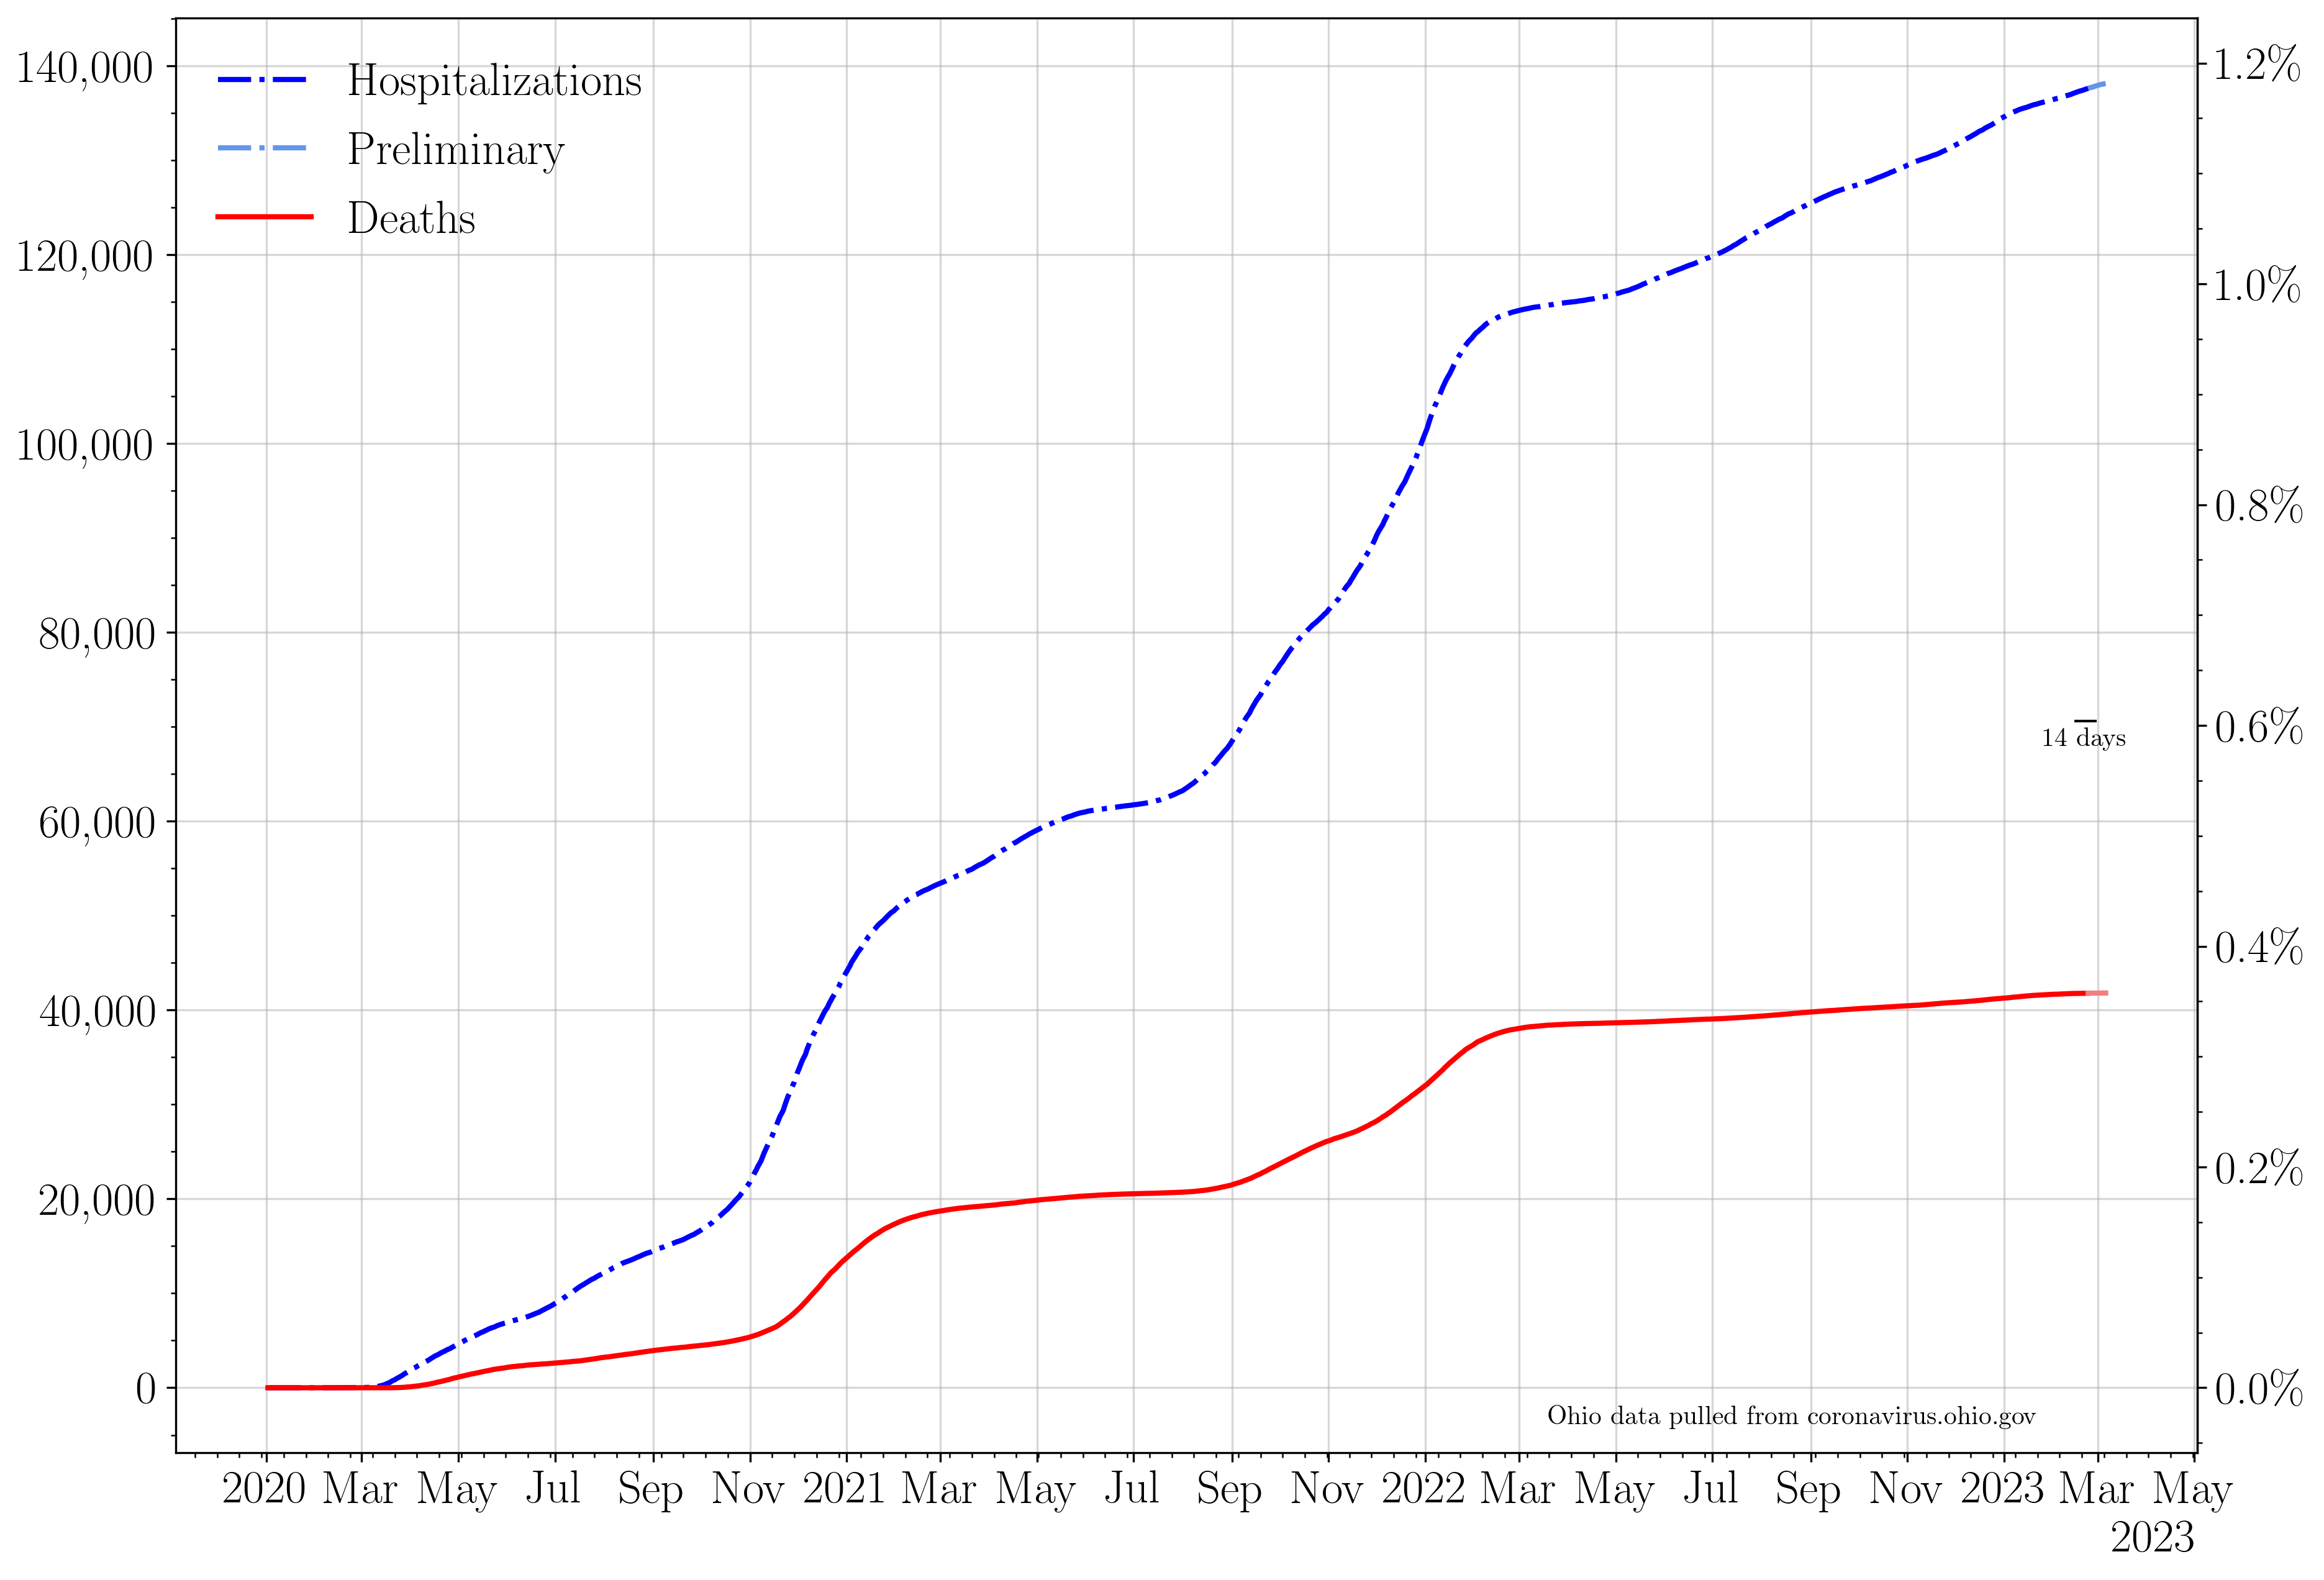 140,000
120,000
100,000
80,000
60,000
40,000
20,000
0
Hospitalizations
Preliminary
Deaths
1.2%
1.0%
0.8%
0.6%
0.4%
0.2%
0.0%
14 days
Ohio data pulled from coronavirus.ohio.gov
2020 Mar May Jul Sep Nov 2021 Mar May Jul Sep Nov 2022 Mar May Jul Sep Nov 2023 Mar May
2023